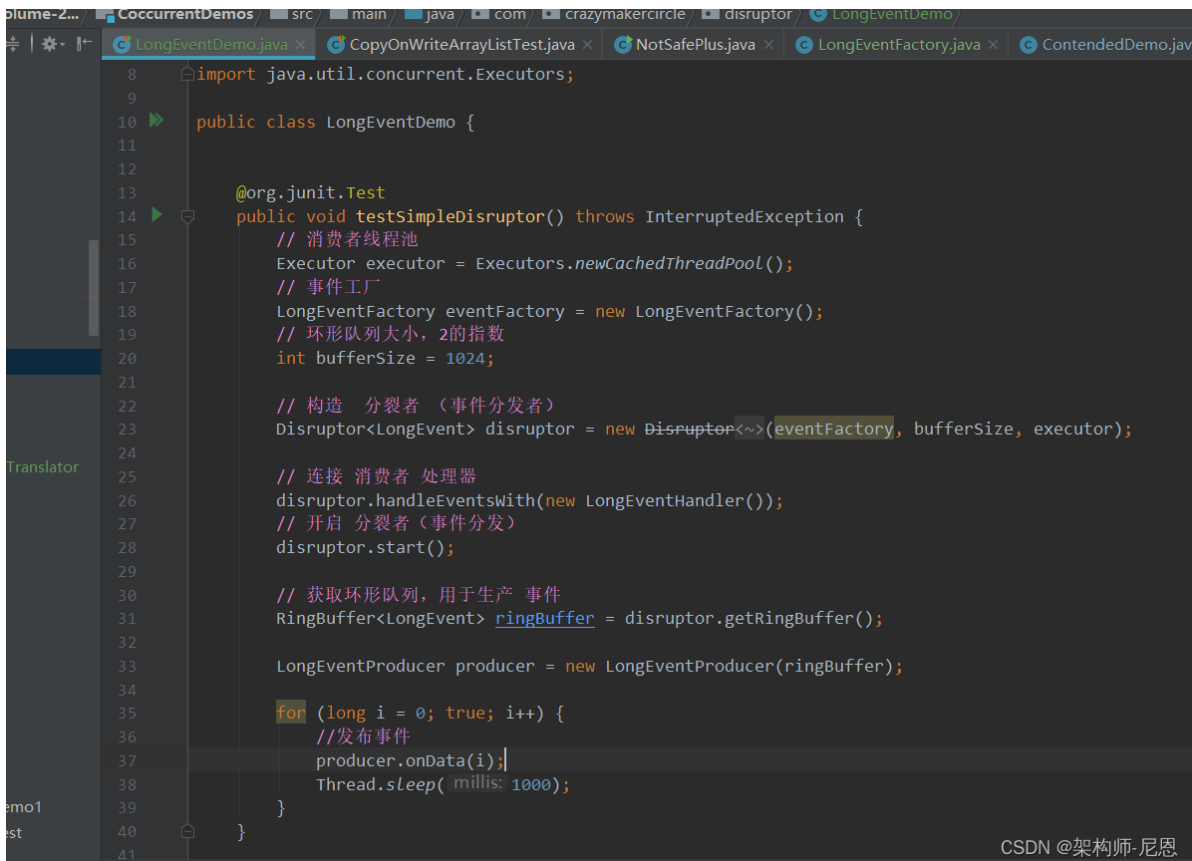 olume-2... CoccurrentDemos src main java com crazymakercircle disruptor LongEventDemo
LongEventDemo.java CopyOnWriteArrayListTest.java NotSafePlus.java LongEventFactory.java ContendedDemo.jav
8 import java.util.concurrent.Executors;
9
10 public class LongEventDemo {
11
12
13 @org.junit.Test
14 public void testSimpleDisruptor() throws InterruptedException {
15 // 消费者线程池
16 Executor executor = Executors.newCachedThreadPool();
17 // 事件工厂
18 LongEventFactory eventFactory = new LongEventFactory();
19 // 环形队列大小，2的指数
20 int bufferSize = 1024;
21
22 // 构造 分裂者 （事件分发者）
23 Disruptor<LongEvent> disruptor = new Disruptor<~>(eventFactory, bufferSize, executor);
24
Translator
25 // 连接 消费者 处理器
26 disruptor.handleEventsWith(new LongEventHandler());
27 // 开启 分裂者（事件分发）
28 disruptor.start();
29
30 // 获取环形队列，用于生产 事件
31 RingBuffer<LongEvent> ringBuffer = disruptor.getRingBuffer();
32
33 LongEventProducer producer = new LongEventProducer(ringBuffer);
34
35 for (long i = 0; true; i++) {
36 //发布事件
37 producer.onData(i);
38 Thread.sleep( millis: 1000);
emo1
39 }
est
40 }
41
CSDN @架构师-尼恩